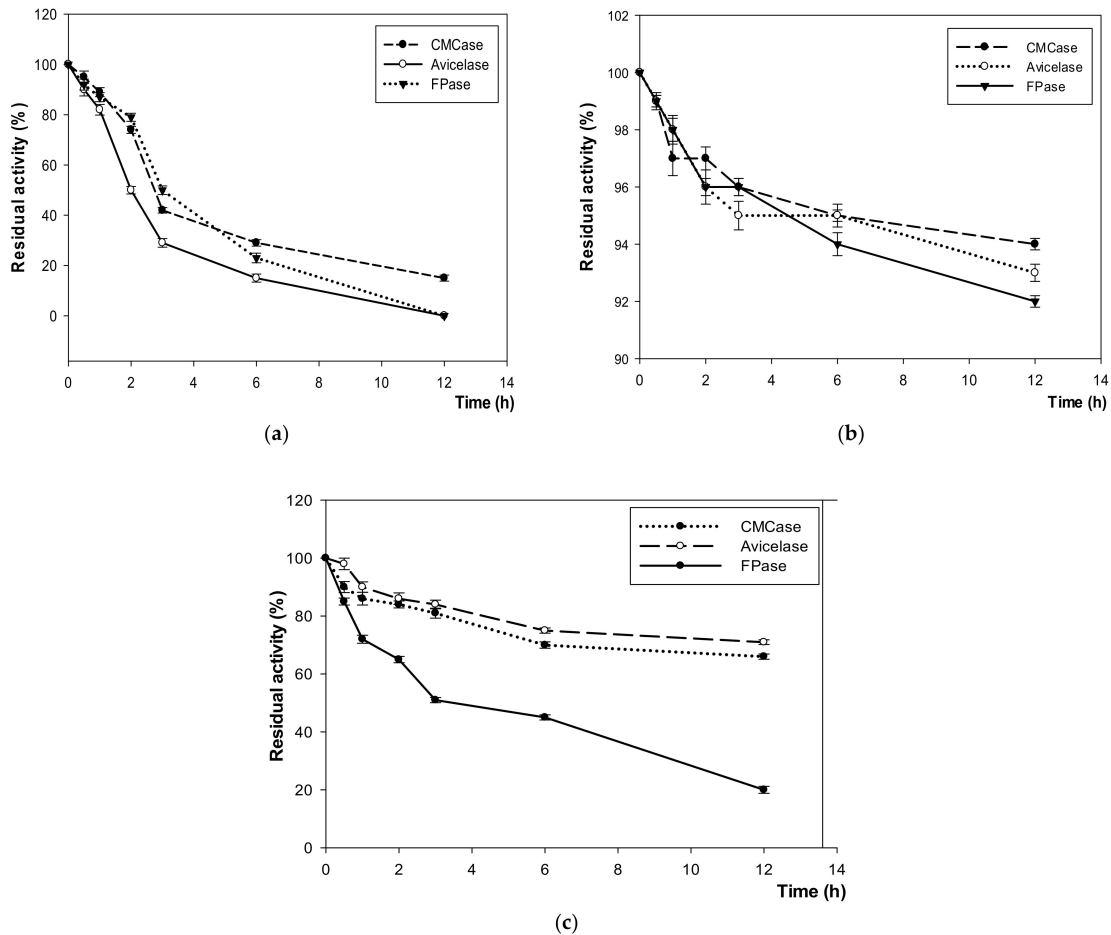 120
100
80
60
40
20
0
Residual activity (%)
CMCase
Avicelase
FPase
0 2 4 6 8 10 12 14
Time (h)
(a)
102
100
98
96
94
92
90
Residual activity (%)
CMCase
Avicelase
FPase
0 2 4 6 8 10 12 14
Time (h)
(b)
120
100
80
60
40
20
0
Residual activity (%)
CMCase
Avicelase
FPase
0 2 4 6 8 10 12 14
Time (h)
(c)